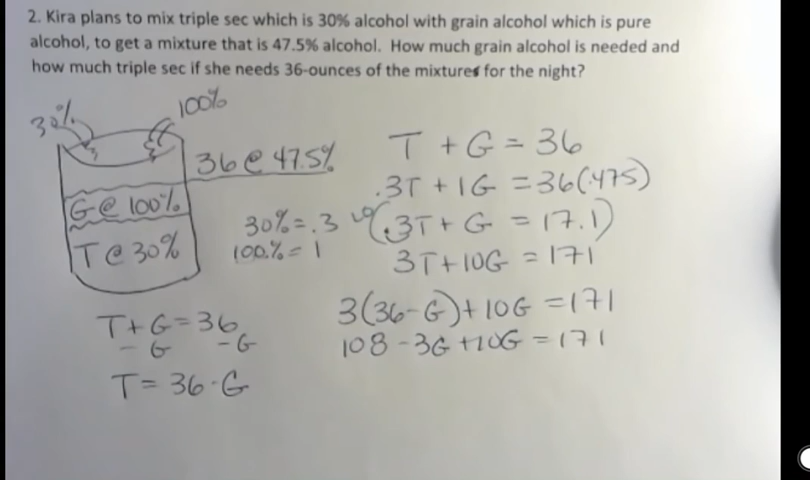 2. Kira plans to mix triple sec which is 30% alcohol with grain alcohol which is pure
alcohol, to get a mixture that is 47.5% alcohol. How much grain alcohol is needed and
how much triple sec if she needs 36-ounces of the mixtures for the night?
30%
100%
36 @ 47.5%
G @ 100%
T @ 30%
30% = .3
100.% = 1
T + G = 36
.3T + 1G = 36(.475)
10(.3T + G = 17.1)
3T + 10G = 171
T + G = 36
- G - G
T = 36 - G
3(36 - G) + 10G = 171
108 - 3G + 10G = 171